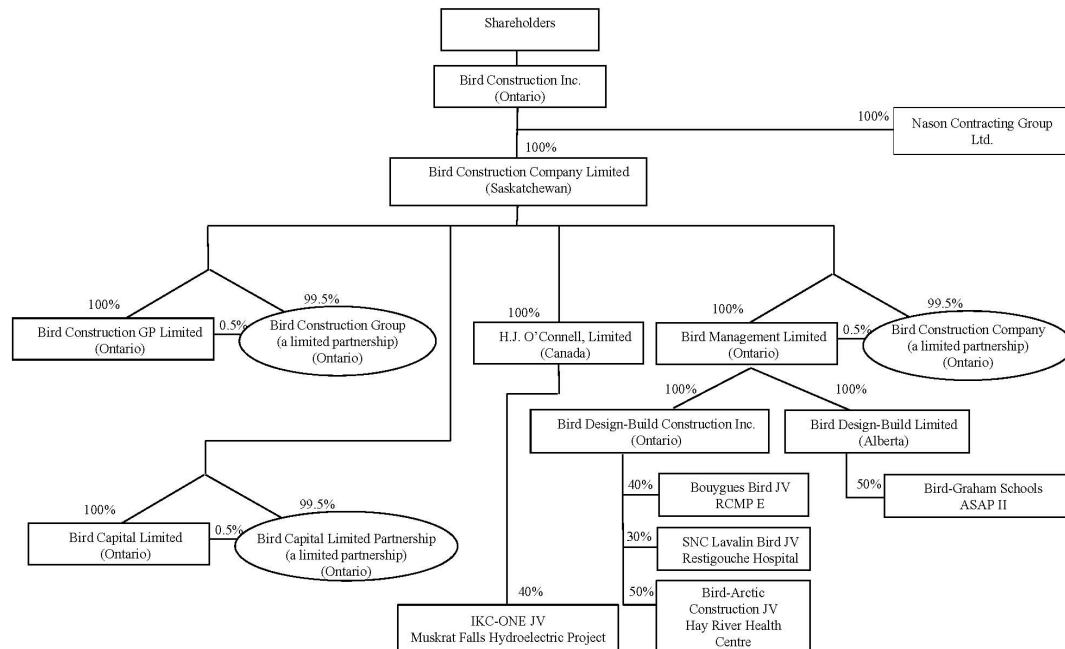 Shareholders
Bird Construction Inc.
(Ontario)
100%
Nason Contracting Group
Ltd.
100%
Bird Construction Company Limited
(Saskatchewan)
100%
99.5%
Bird Construction GP Limited
(Ontario)
0.5%
Bird Construction Group
(a limited partnership)
(Ontario)
100%
H.J. O’Connell, Limited
(Canada)
100%
99.5%
Bird Management Limited
(Ontario)
0.5%
Bird Construction Company
(a limited partnership)
(Ontario)
100%
100%
Bird Design-Build Construction Inc.
(Ontario)
Bird Design-Build Limited
(Alberta)
40%
Bouygues Bird JV
RCMP E
50%
Bird-Graham Schools
ASAP II
100%
99.5%
Bird Capital Limited
(Ontario)
0.5%
Bird Capital Limited Partnership
(a limited partnership)
(Ontario)
30%
SNC Lavalin Bird JV
Restigouche Hospital
40%
IKC-ONE JV
Muskrat Falls Hydroelectric Project
50%
Bird-Arctic
Construction JV
Hay River Health
Centre